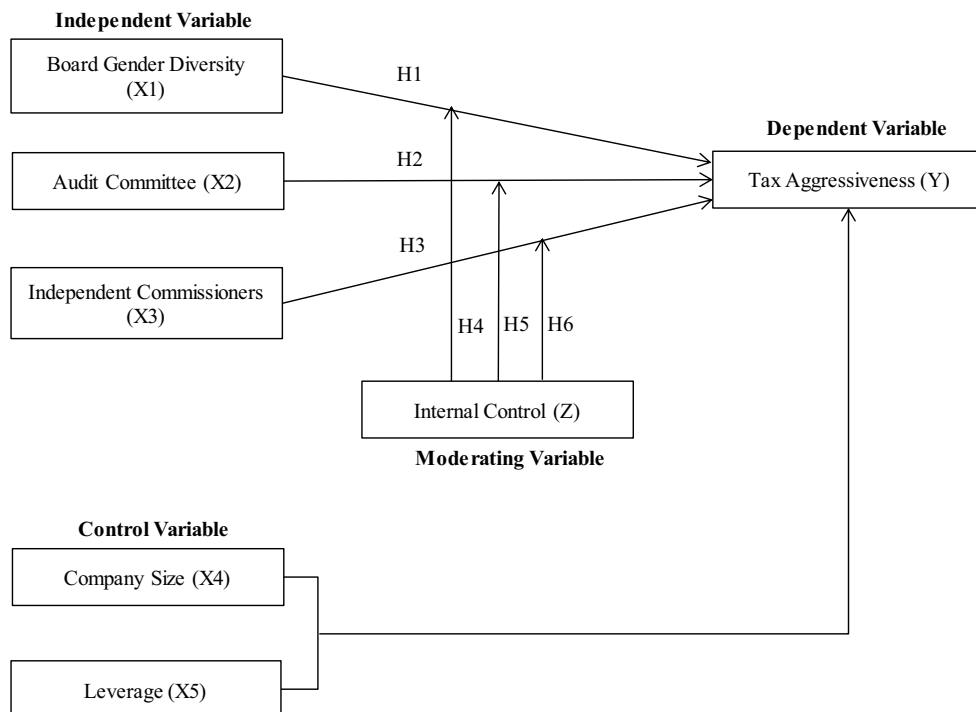 Independent Variable
Board Gender Diversity
(X1)
H1
Dependent Variable
Audit Committee (X2)
H2
Tax Aggressiveness (Y)
H3
Independent Commissioners
(X3)
H4
H5
H6
Internal Control (Z)
Moderating Variable
Control Variable
Company Size (X4)
Leverage (X5)